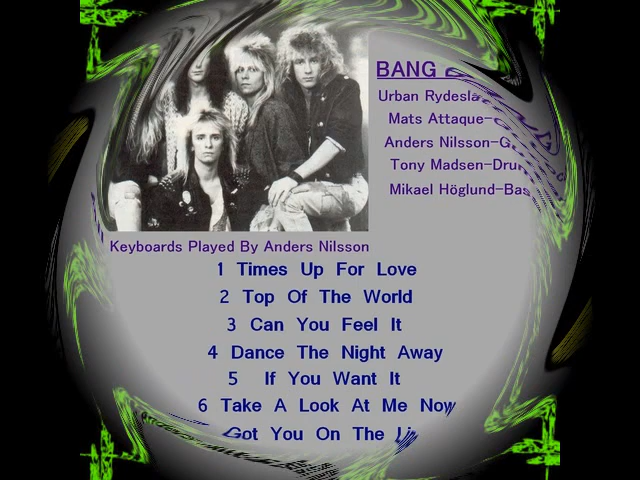 BANG
Urban
Mats Attaque-
Anders Nilsson-G
Tony Madsen-Dru
Mikael Höglund-Bas
Keyboards Played By Anders Nilsson
1 Times Up For Love
2 Top Of The World
3 Can You Feel It
4 Dance The Night Away
5 If You Want It
6 Take A Look At Me Now
Got You On The